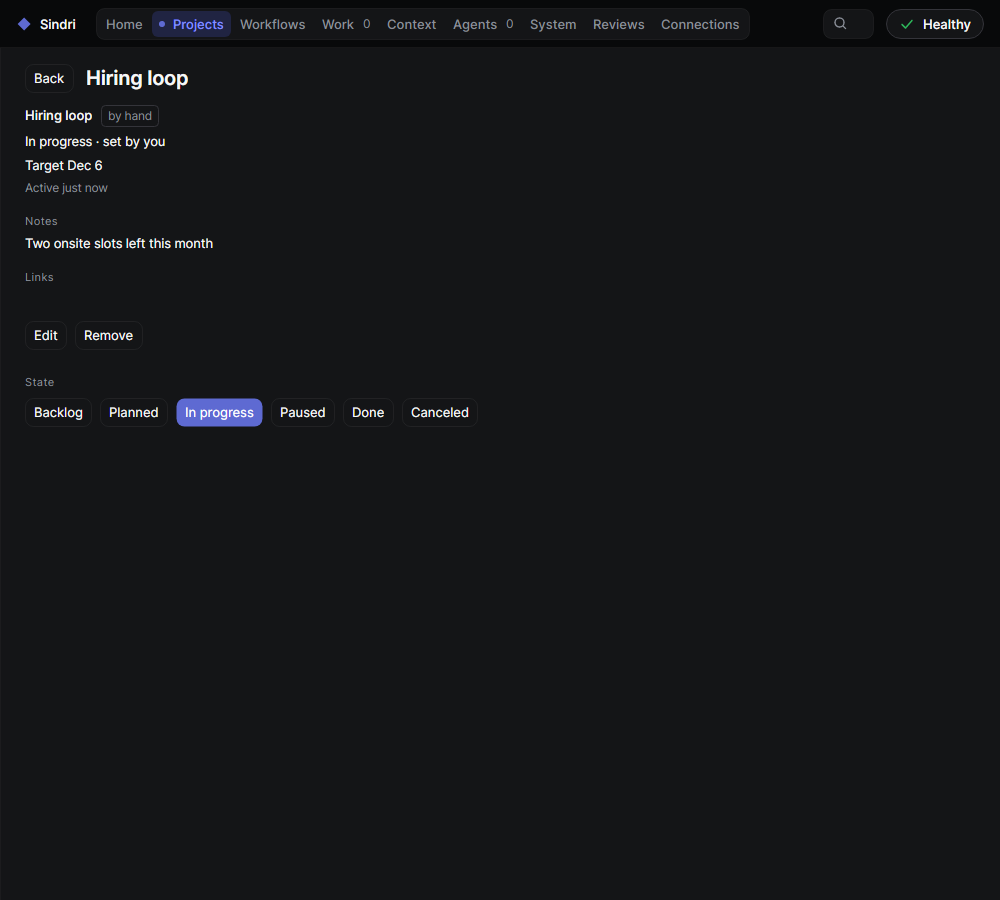 Sindri Home Projects Workflows Work 0 Context Agents 0 System Reviews Connections Healthy
Back Hiring loop
Hiring loop by hand
In progress · set by you
Target Dec 6
Active just now
Notes
Two onsite slots left this month
Links
Edit Remove
State
Backlog Planned In progress Paused Done Canceled